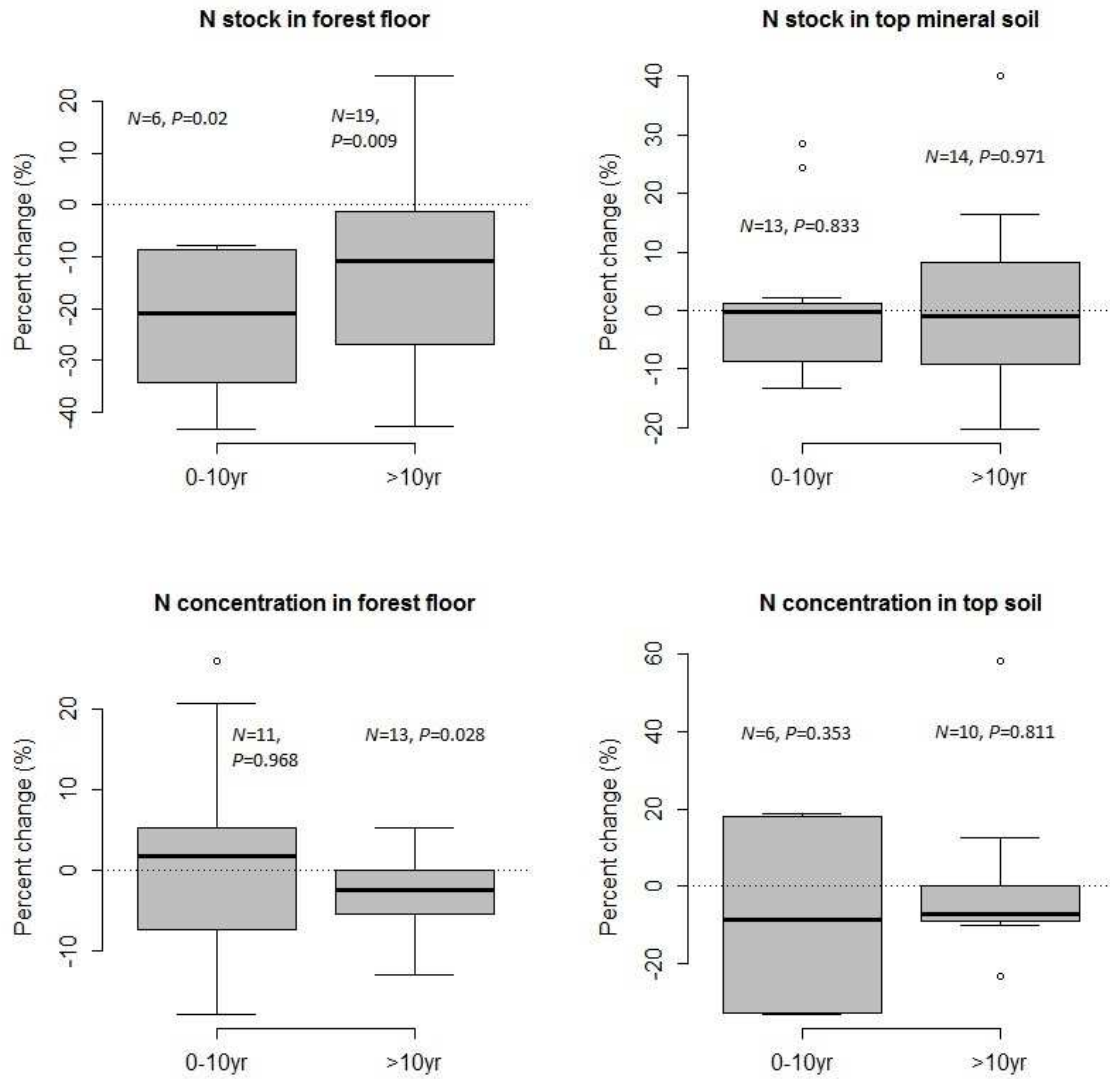 N stock in forest floor
Percent change (%)
20
10
0
-10
-20
-30
-40
N=6, P=0.02
N=19,
P=0.009
0-10yr
>10yr
N stock in top mineral soil
Percent change (%)
40
30
20
10
0
-10
-20
N=13, P=0.833
N=14, P=0.971
0-10yr
>10yr
N concentration in forest floor
Percent change (%)
20
10
0
-10
N=11,
P=0.968
N=13, P=0.028
0-10yr
>10yr
N concentration in top soil
Percent change (%)
60
40
20
0
-20
N=6, P=0.353
N=10, P=0.811
0-10yr
>10yr